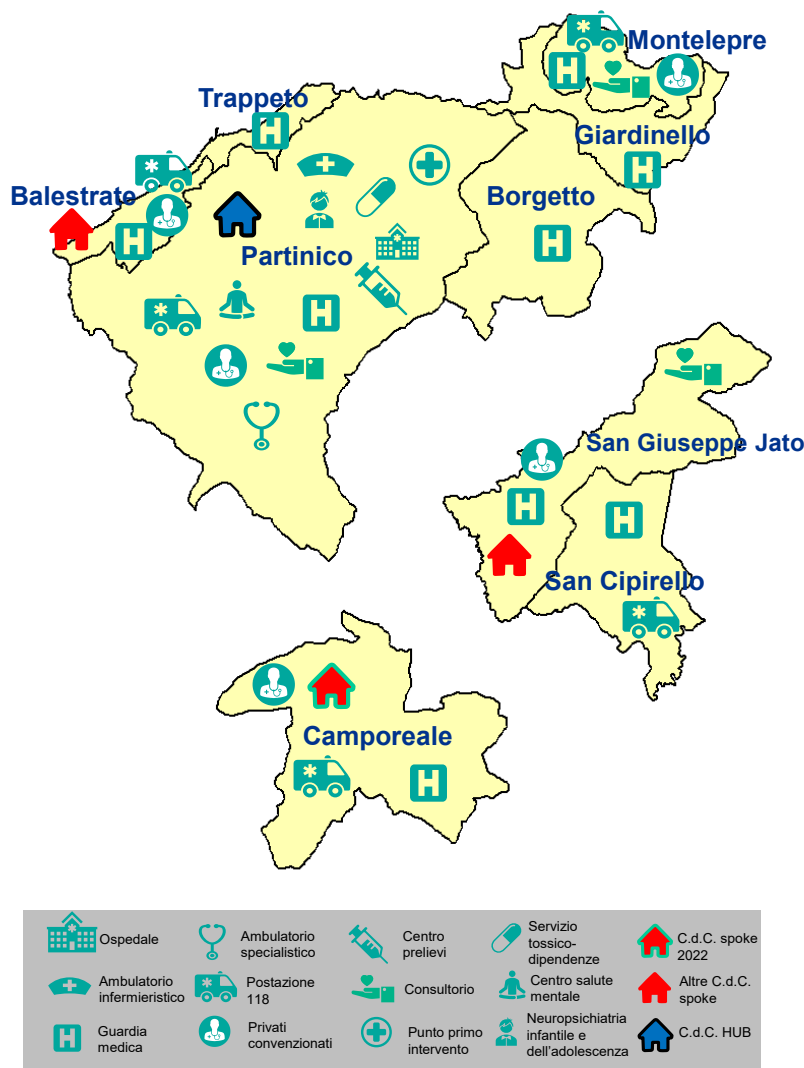 Montelepre
Trappeto
Giardinello
Balestrate
Borgetto
Partinico
San Giuseppe Jato
San Cipirello
Camporeale
Ospedale
Ambulatorio
specialistico
Centro
prelievi
Servizio
tossico-
dipendenze
C.d.C. spoke
2022
Ambulatorio
infermieristico
Postazione
118
Consultorio
Centro salute
mentale
Altre C.d.C.
spoke
Guardia
medica
Privati
convenzionati
Punto primo
intervento
Neuropsichiatria
infantile e
dell'adolescenza
C.d.C. HUB